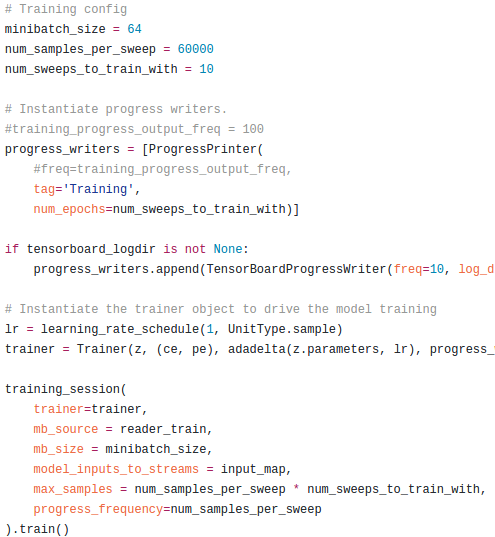 # Training config
minibatch_size = 64
num_samples_per_sweep = 60000
num_sweeps_to_train_with = 10
# Instantiate progress writers.
#training_progress_output_freq = 100
progress_writers = [ProgressPrinter(
#freq=training_progress_output_freq,
tag='Training',
num_epochs=num_sweeps_to_train_with)]
if tensorboard_logdir is not None:
progress_writers.append(TensorBoardProgressWriter(freq=10, log_d
# Instantiate the trainer object to drive the model training
lr = learning_rate_schedule(1, UnitType.sample)
trainer = Trainer(z, (ce, pe), adadelta(z.parameters, lr), progress_
training_session(
trainer=trainer,
mb_source = reader_train,
mb_size = minibatch_size,
model_inputs_to_streams = input_map,
max_samples = num_samples_per_sweep * num_sweeps_to_train_with,
progress_frequency=num_samples_per_sweep
).train()